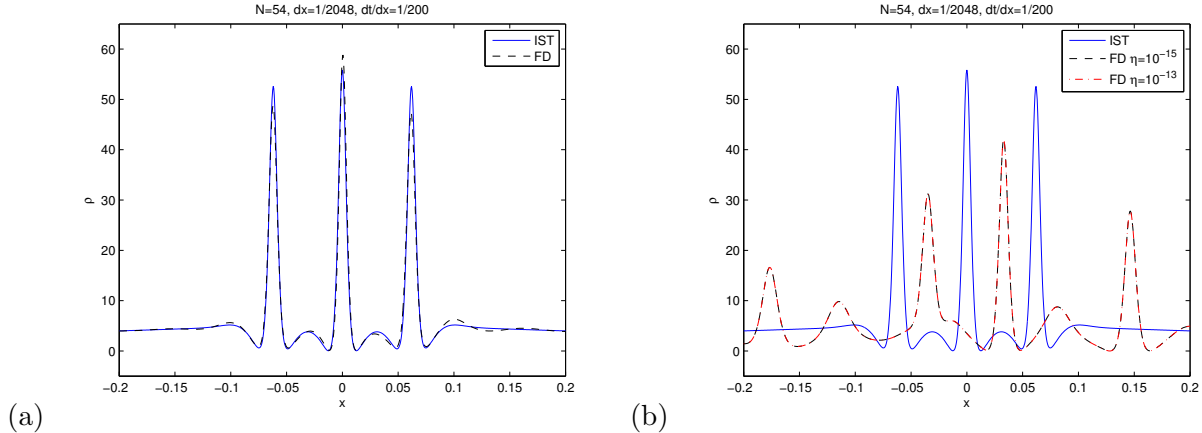 N=54, dx=1/2048, dt/dx=1/200
60
50
40
30
20
10
0
ρ
−0.2 −0.15 −0.1 −0.05 0 0.05 0.1 0.15 0.2
x
IST
FD
(a)
N=54, dx=1/2048, dt/dx=1/200
60
50
40
30
20
10
0
ρ
−0.2 −0.15 −0.1 −0.05 0 0.05 0.1 0.15 0.2
x
IST
FD η=10⁻¹⁵
FD η=10⁻¹³
(b)